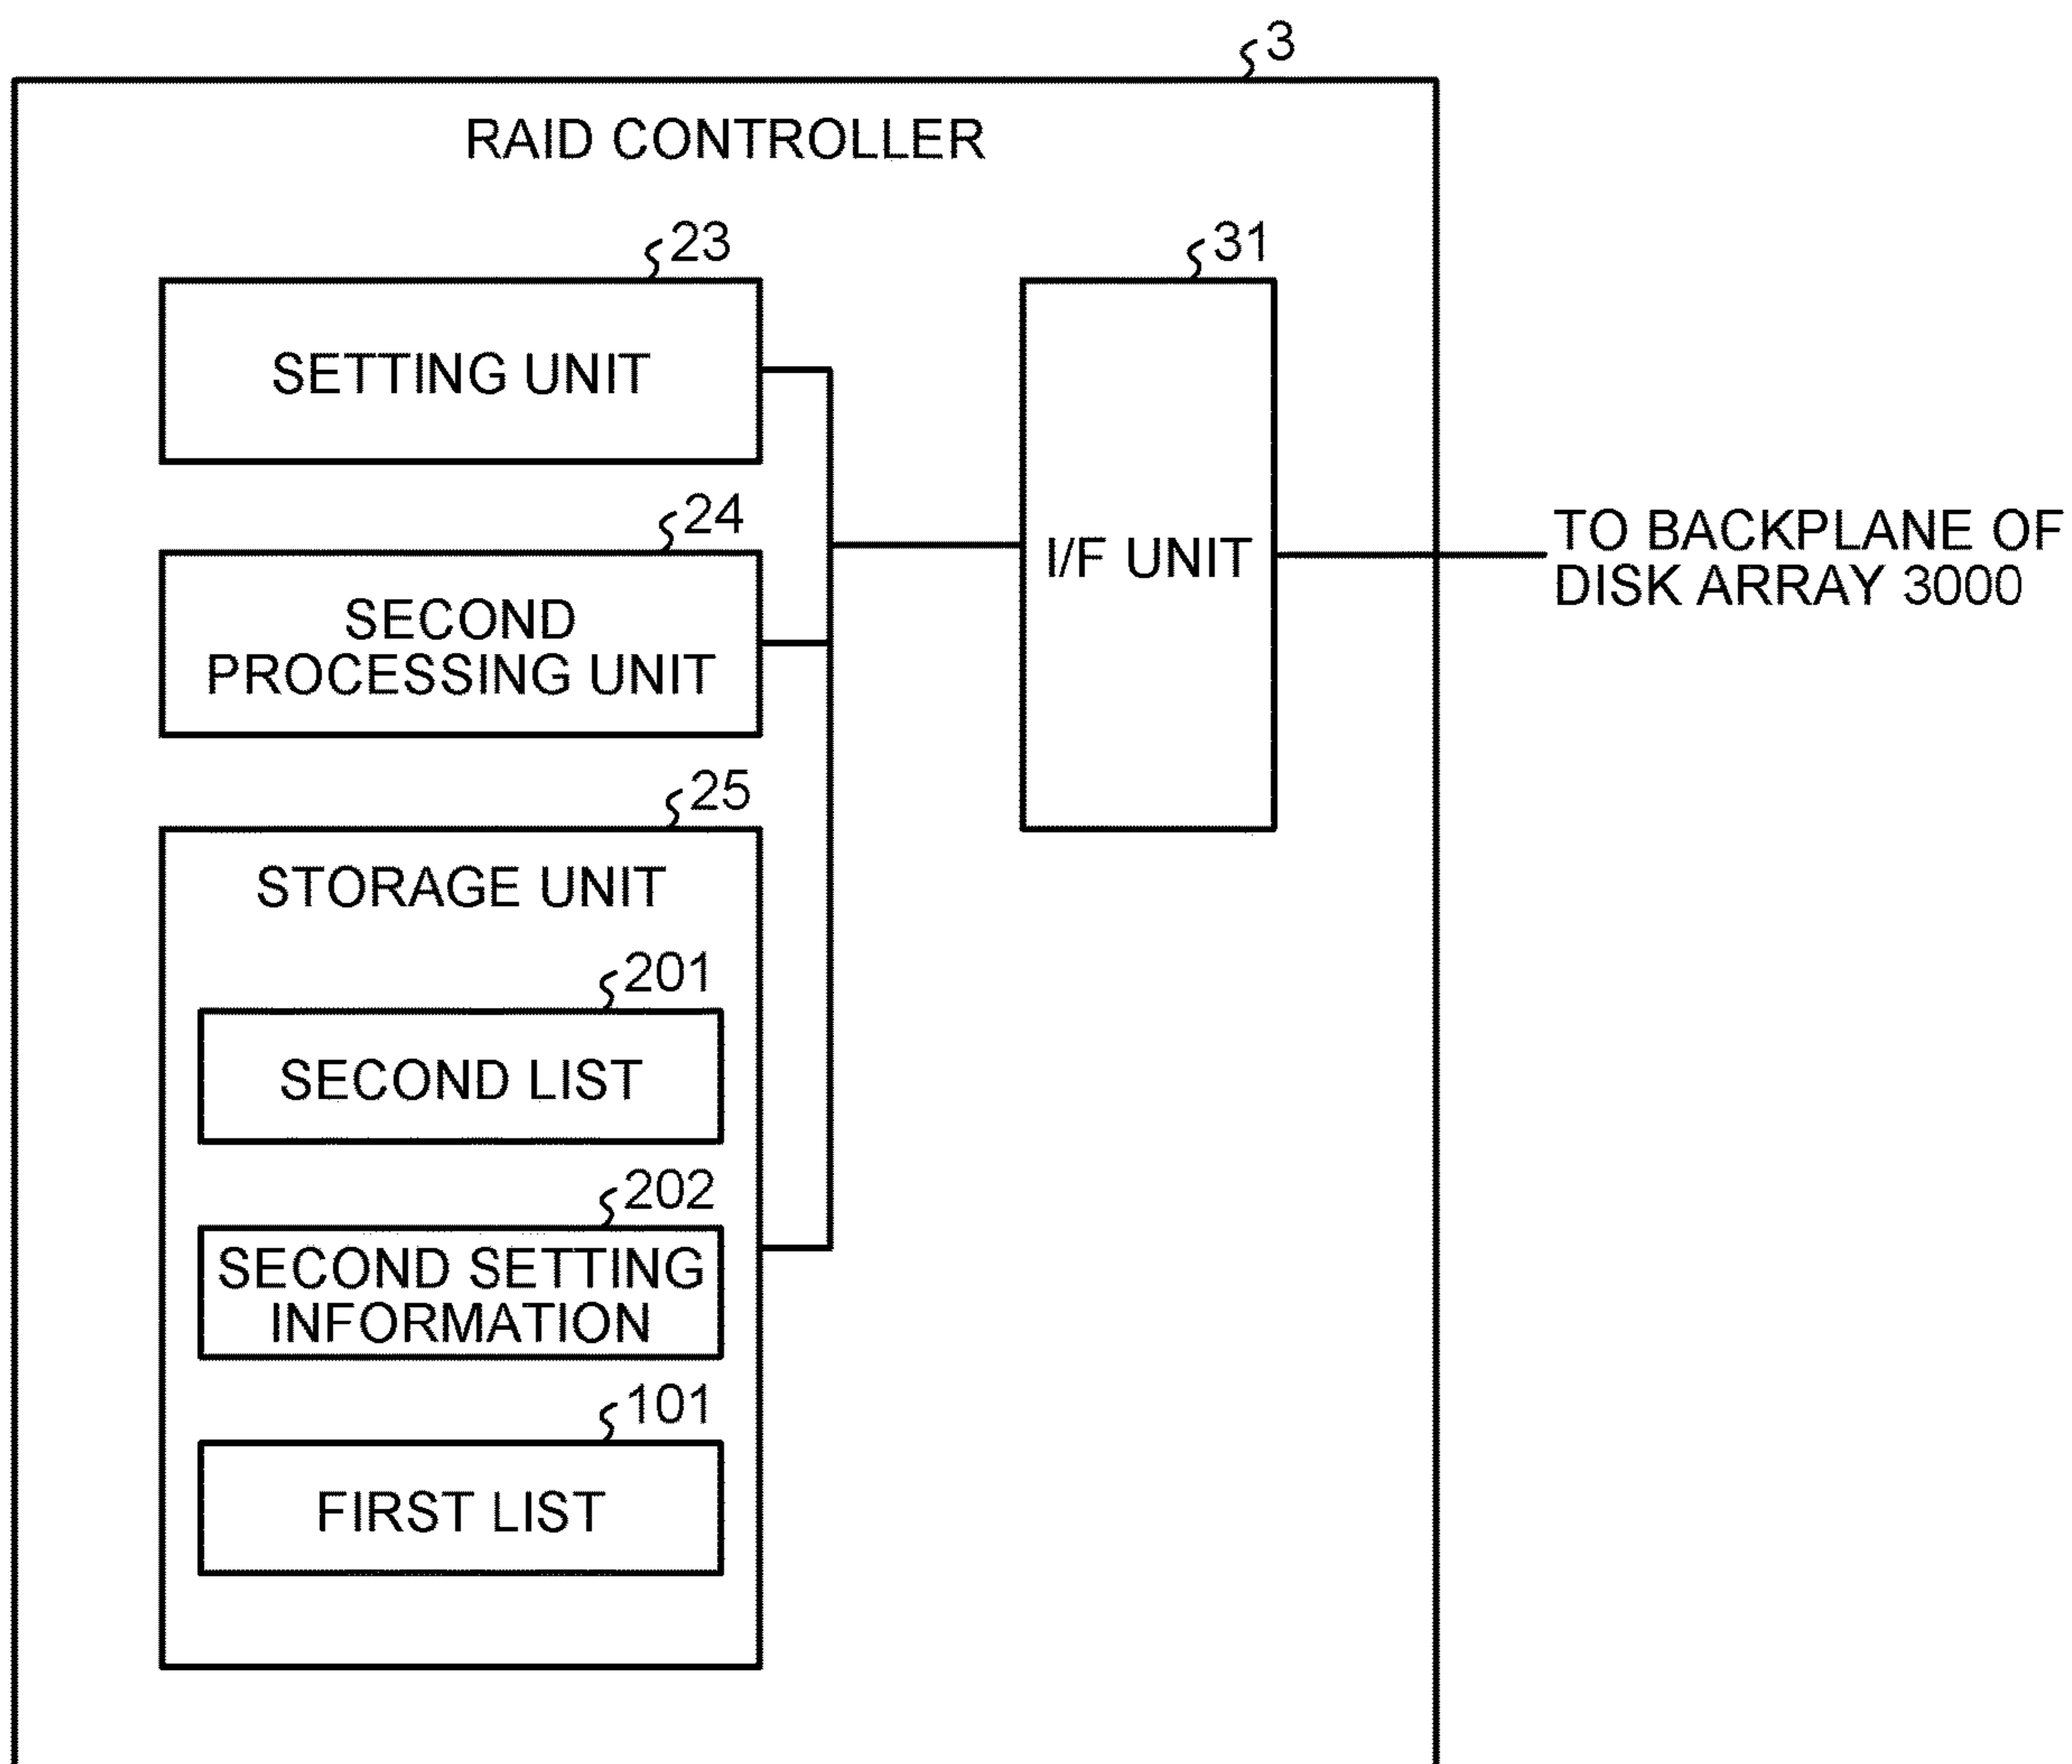 3
RAID CONTROLLER
23
SETTING UNIT
24
SECOND
PROCESSING UNIT
25
STORAGE UNIT
201
SECOND LIST
202
SECOND SETTING
INFORMATION
101
FIRST LIST
31
I/F UNIT
TO BACKPLANE OF
DISK ARRAY 3000